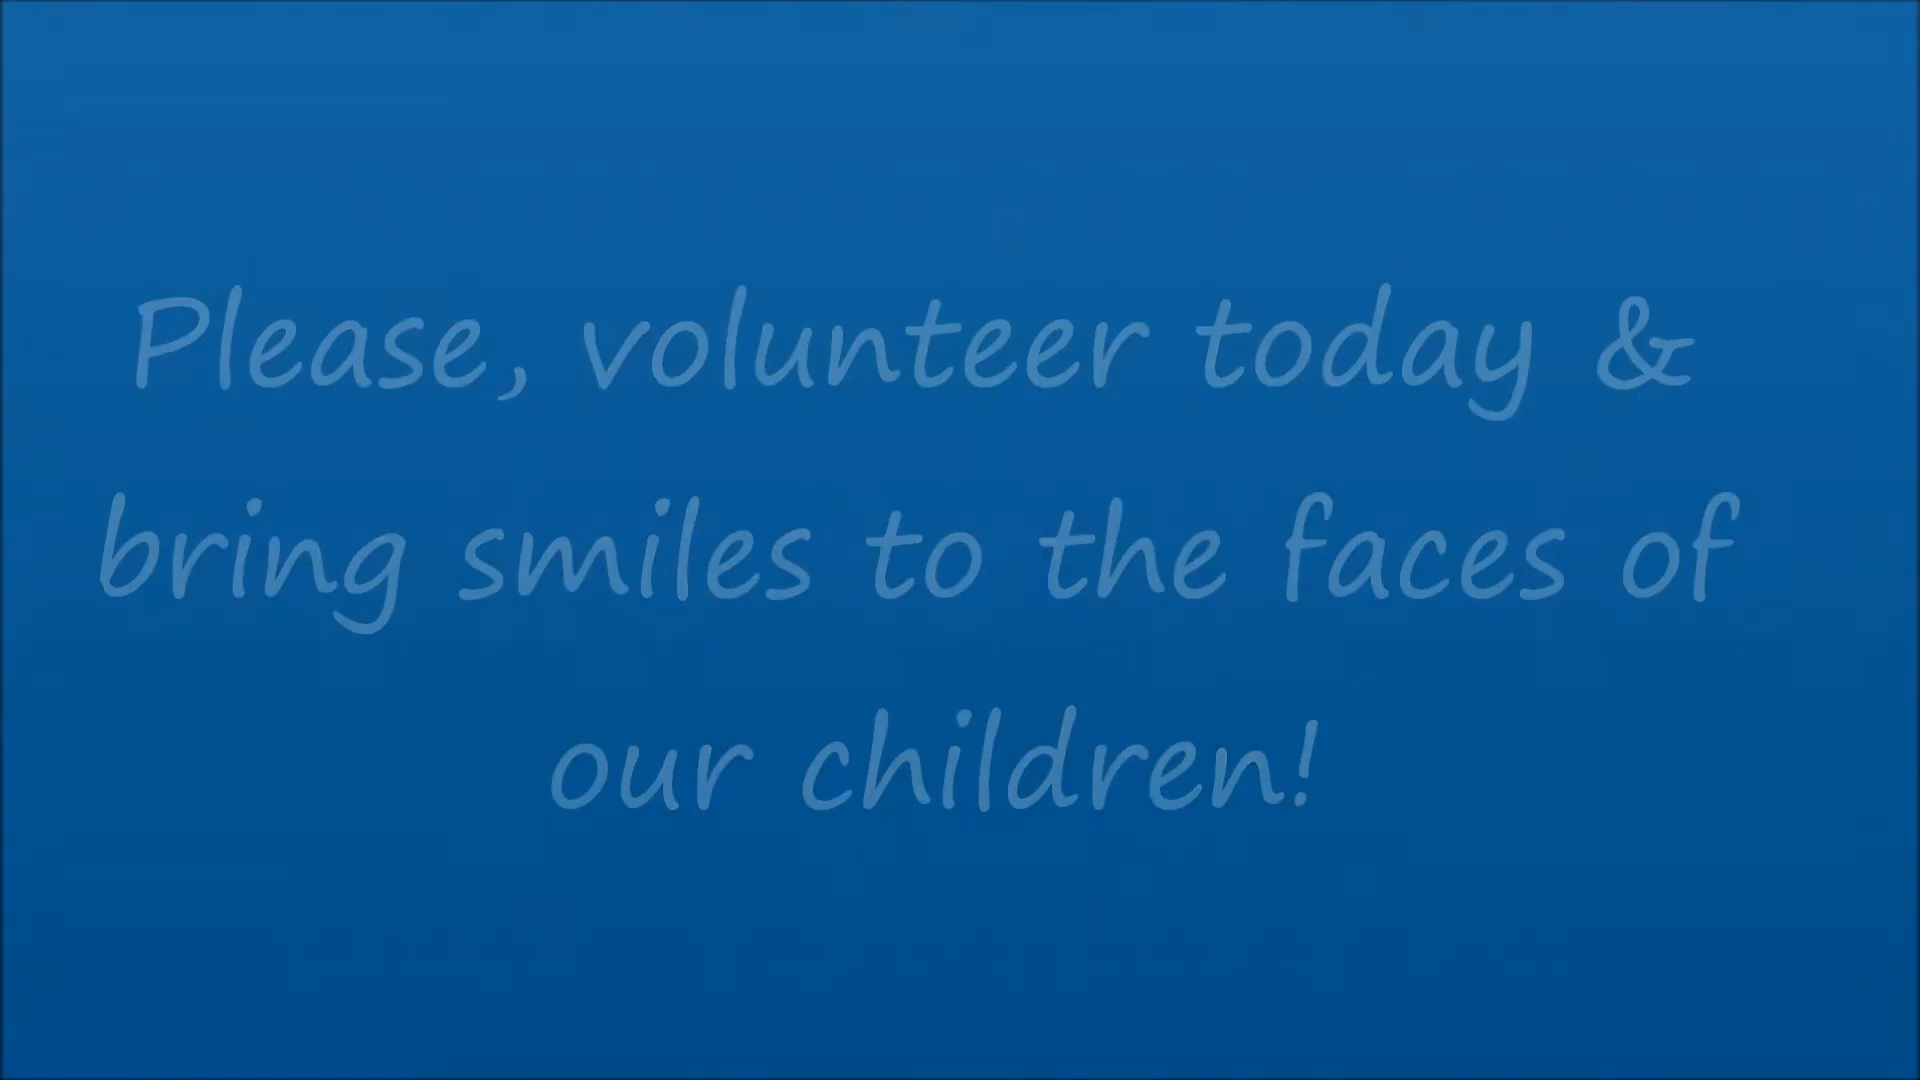 Please, volunteer today &
bring smiles to the faces of
our children!